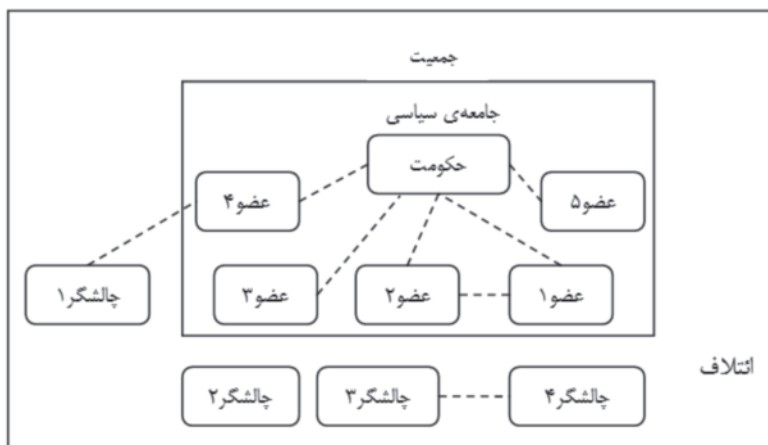 جمعیت
جامعه‌ی سیاسی
حکومت
عضو۵
عضو۴
عضو۱
عضو۲
عضو۳
چالشگر۱
ائتلاف
چالشگر۴
چالشگر۳
چالشگر۲